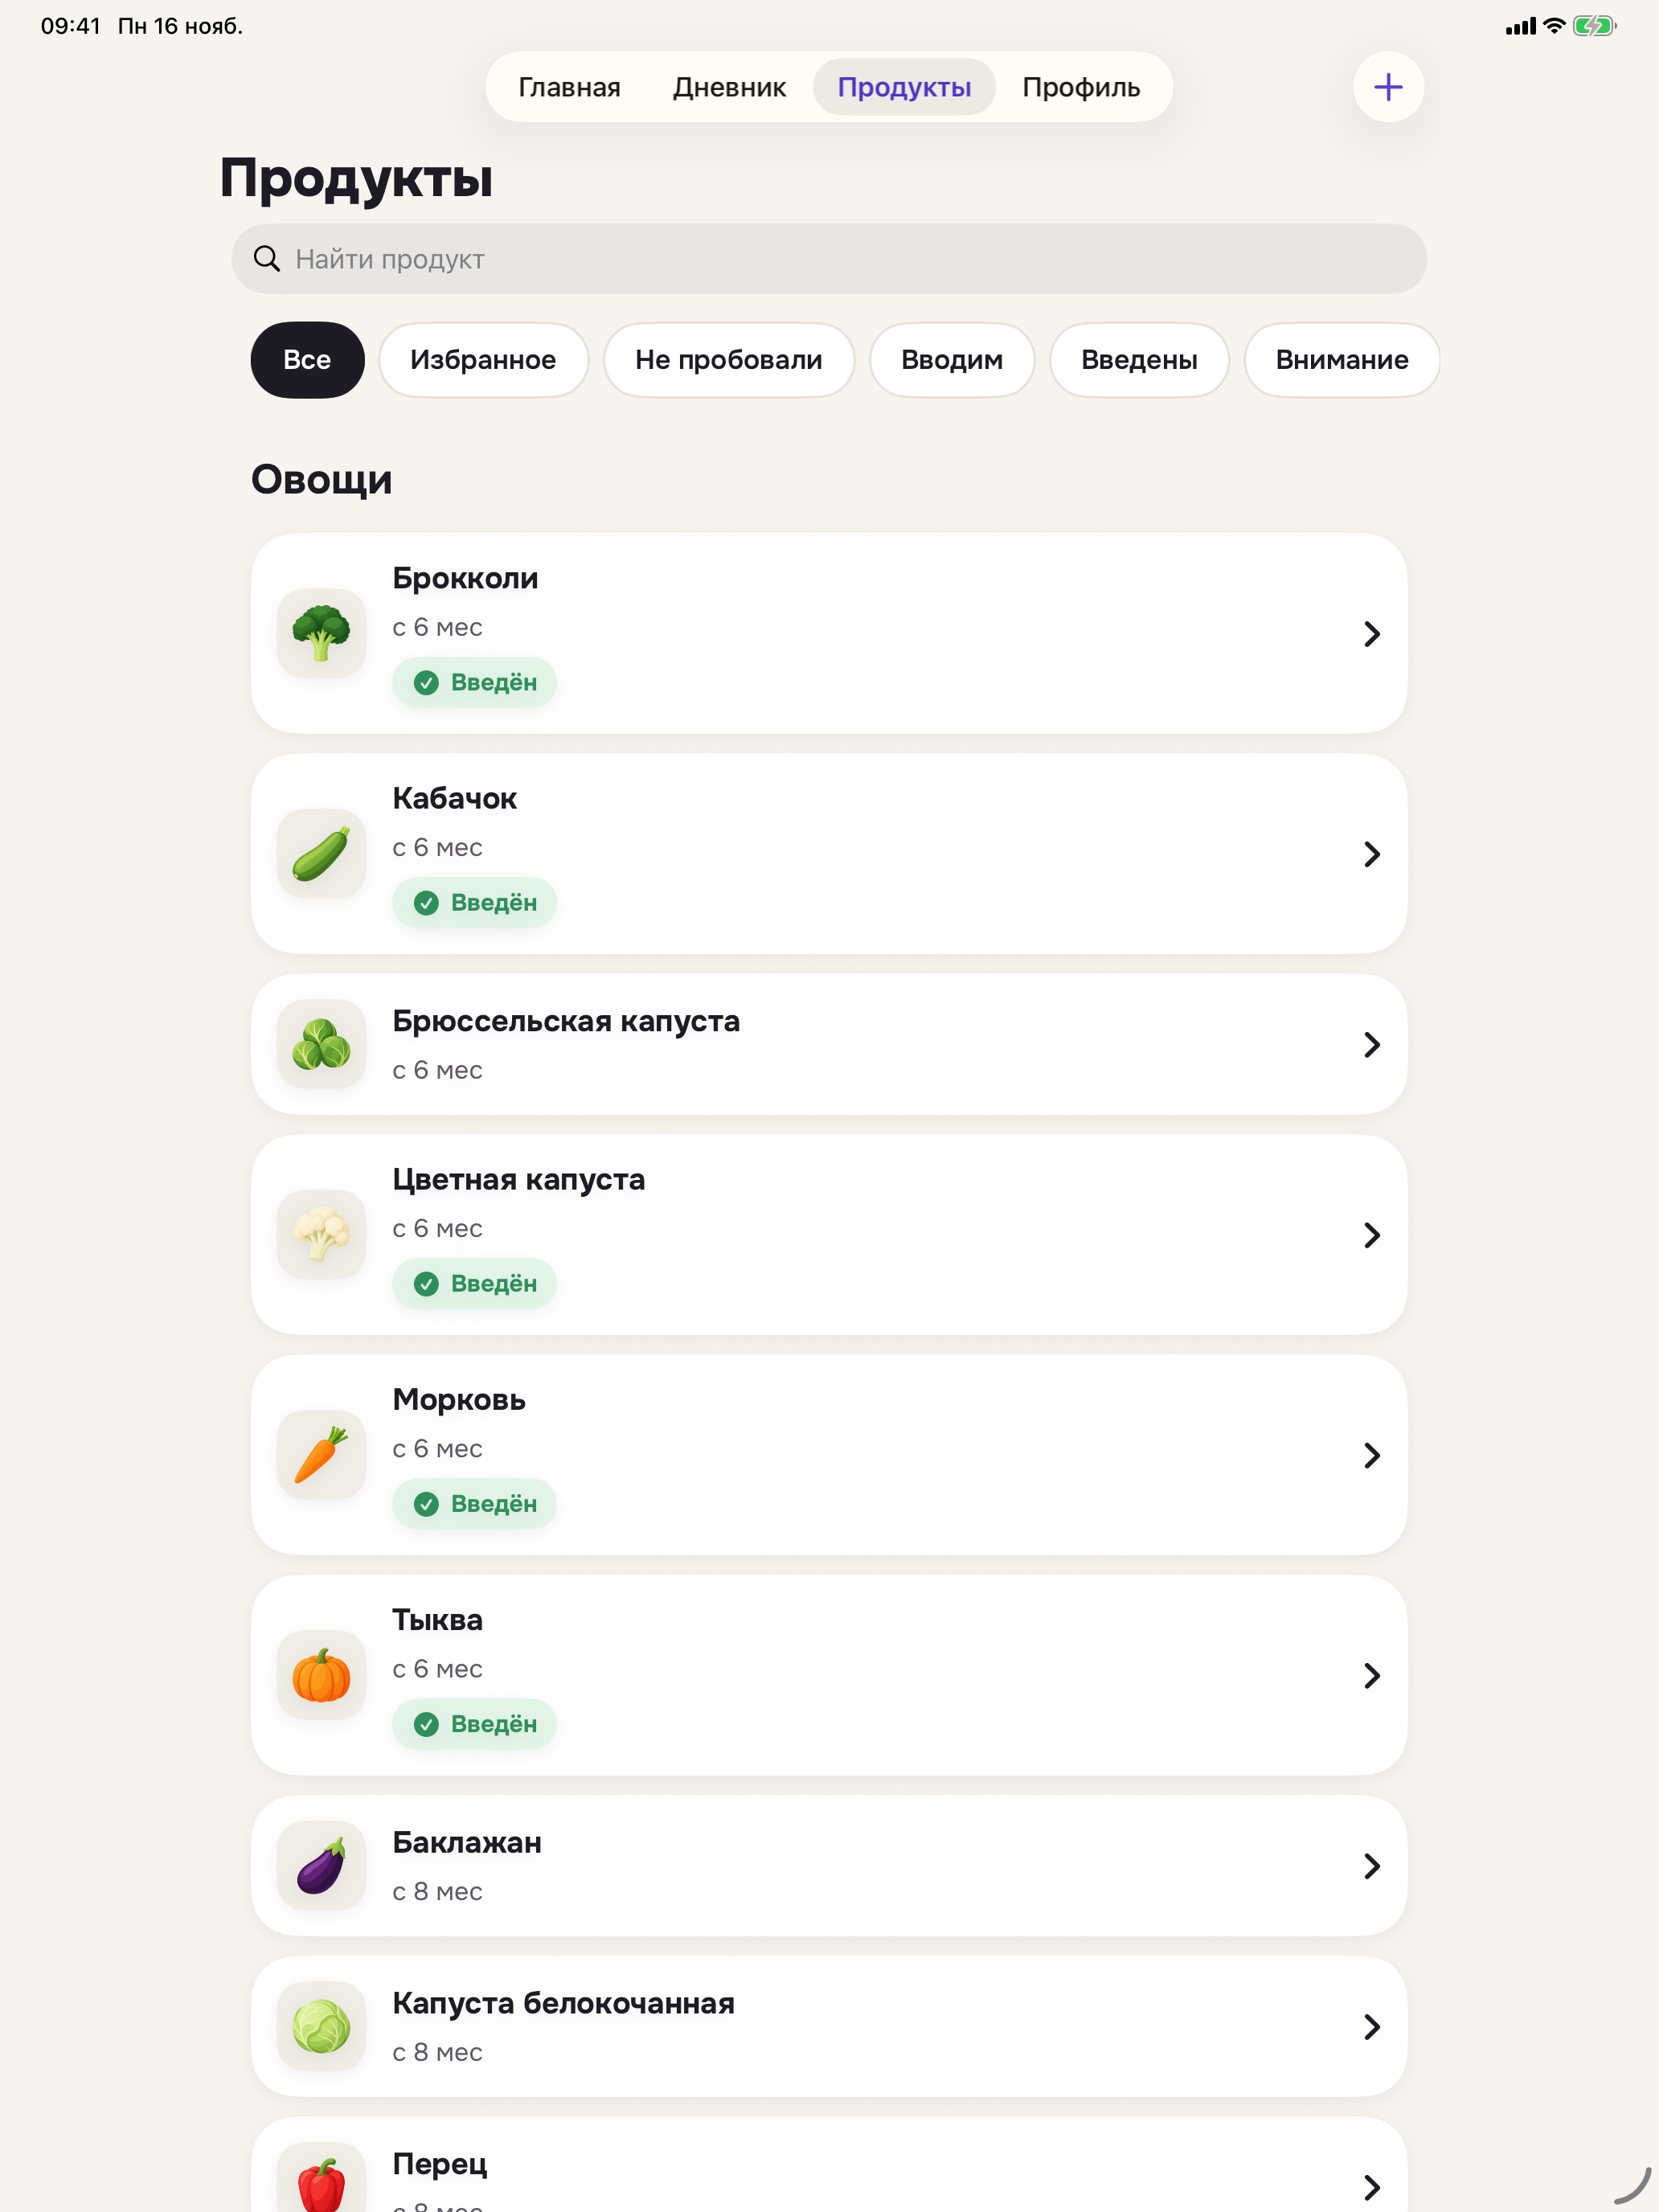 09:41 Пн 16 нояб.
Главная Дневник Продукты Профиль
Продукты
Найти продукт
Все Избранное Не пробовали Вводим Введены Внимание
Овощи
Брокколи
с 6 мес
Введён
Кабачок
с 6 мес
Введён
Брюссельская капуста
с 6 мес
Цветная капуста
с 6 мес
Введён
Морковь
с 6 мес
Введён
Тыква
с 6 мес
Введён
Баклажан
с 8 мес
Капуста белокочанная
с 8 мес
Перец
с 8 мес